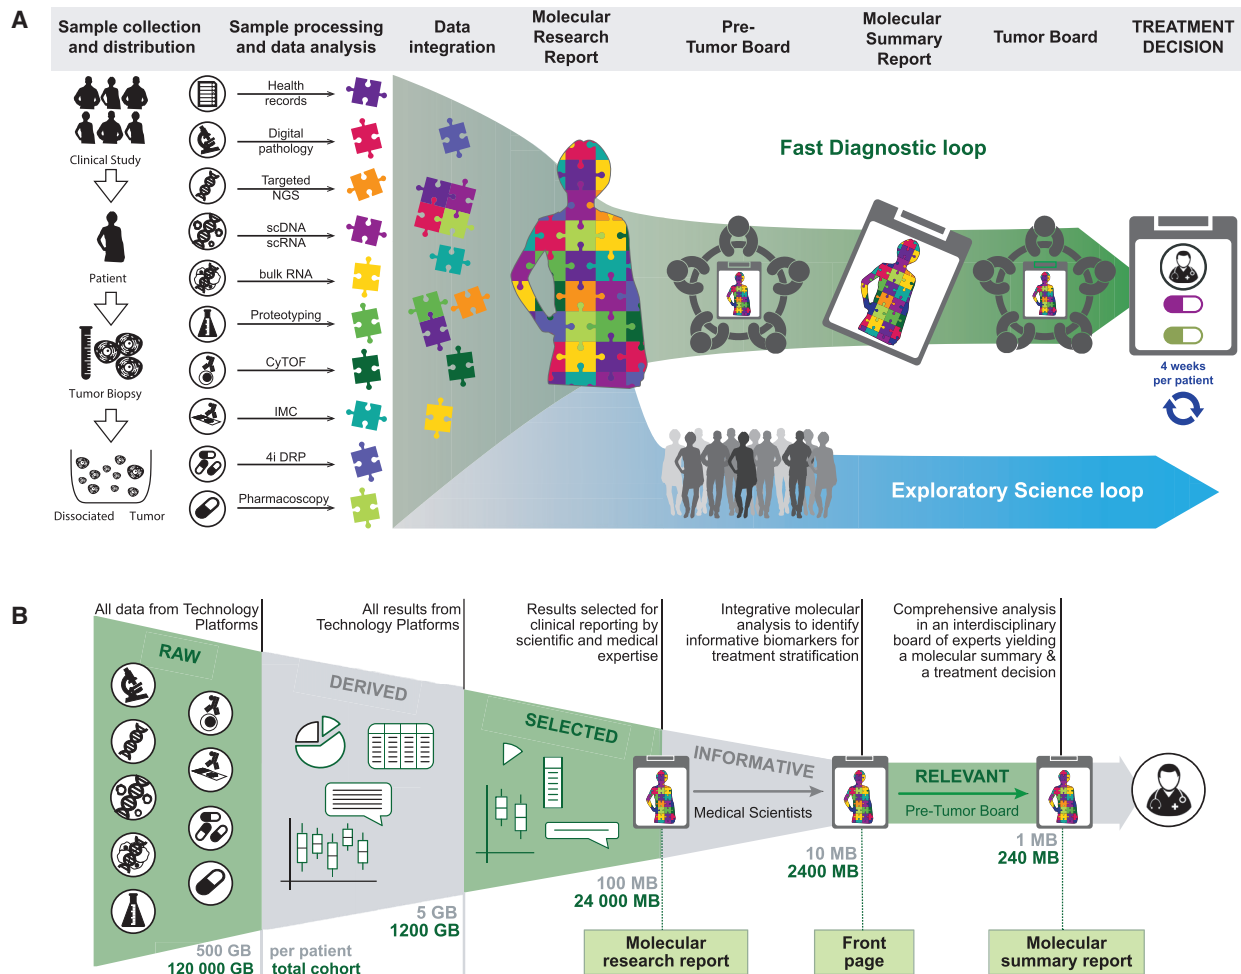 A
Sample collection
and distribution
Sample processing
and data analysis
Data
integration
Molecular
Research
Report
Pre-
Tumor Board
Molecular
Summary
Report
Tumor Board
TREATMENT
DECISION
Clinical Study
Patient
Tumor Biopsy
Dissociated Tumor
Health
records
Digital
pathology
Targeted
NGS
scDNA
scRNA
bulk RNA
Proteotyping
CyTOF
IMC
4i DRP
Pharmacoscopy
Fast Diagnostic loop
4 weeks
per patient
Exploratory Science loop
B
All data from Technology
Platforms
All results from
Technology Platforms
Results selected for
clinical reporting by
scientific and medical
expertise
Integrative molecular
analysis to identify
informative biomarkers for
treatment stratification
Comprehensive analysis
in an interdisciplinary
board of experts yielding
a molecular summary &
a treatment decision
RAW
DERIVED
SELECTED
INFORMATIVE
Medical Scientists
RELEVANT
Pre-Tumor Board
500 GB
120 000 GB
per patient
total cohort
5 GB
1200 GB
100 MB
24 000 MB
10 MB
2400 MB
1 MB
240 MB
Molecular
research report
Front
page
Molecular
summary report